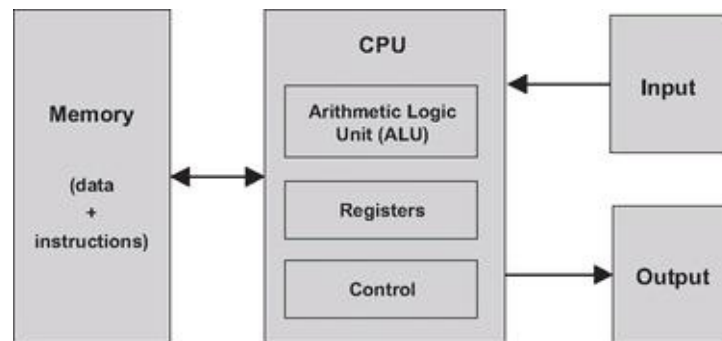 Memory
(data
+
instructions)
CPU
Arithmetic Logic
Unit (ALU)
Registers
Control
Input
Output